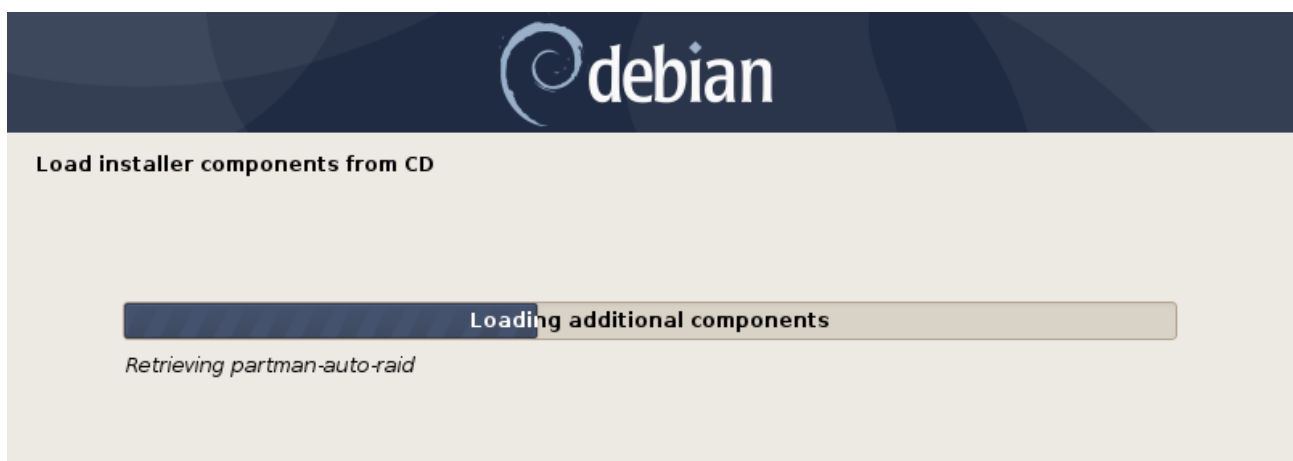 debian
Load installer components from CD
Loading additional components
Retrieving partman-auto-raid